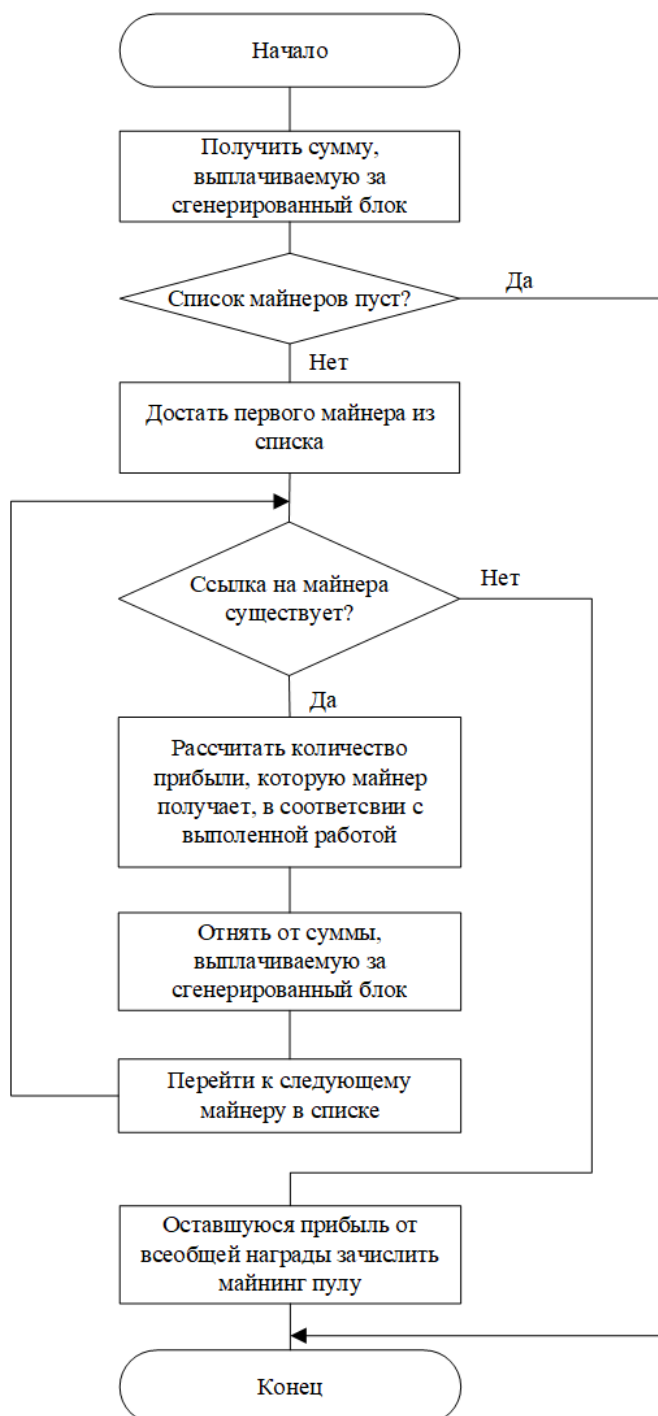 Начало
Получить сумму,
выплачиваемую за
сгенерированный блок
Список майнеров пуст?
Да
Нет
Достать первого майнера из
списка
Ссылка на майнера
существует?
Нет
Да
Рассчитать количество
прибыли, которую майнер
получает, в соответсвии с
выполенной работой
Отнять от суммы,
выплачиваемую за
сгенерированный блок
Перейти к следующему
майнеру в списке
Оставшуюся прибыль от
всеобщей награды зачислить
майнинг пулу
Конец